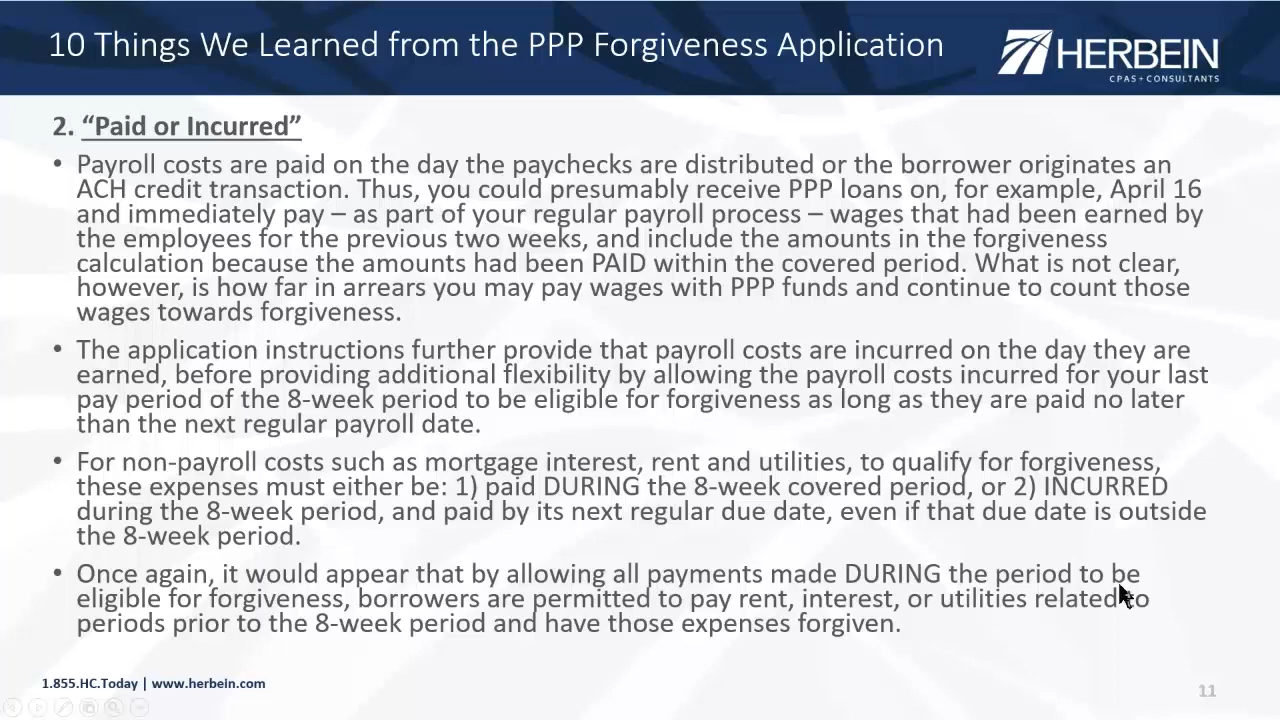 10 Things We Learned from the PPP Forgiveness Application
HERBEIN
CPAS+CONSULTANTS
2. “Paid or Incurred”
• Payroll costs are paid on the day the paychecks are distributed or the borrower originates an
ACH credit transaction. Thus, you could presumably receive PPP loans on, for example, April 16
and immediately pay – as part of your regular payroll process – wages that had been earned by
the employees for the previous two weeks, and include the amounts in the forgiveness
calculation because the amounts had been PAID within the covered period. What is not clear,
however, is how far in arrears you may pay wages with PPP funds and continue to count those
wages towards forgiveness.
• The application instructions further provide that payroll costs are incurred on the day they are
earned, before providing additional flexibility by allowing the payroll costs incurred for your last
pay period of the 8-week period to be eligible for forgiveness as long as they are paid no later
than the next regular payroll date.
• For non-payroll costs such as mortgage interest, rent and utilities, to qualify for forgiveness,
these expenses must either be: 1) paid DURING the 8-week covered period, or 2) INCURRED
during the 8-week period, and paid by its next regular due date, even if that due date is outside
the 8-week period.
• Once again, it would appear that by allowing all payments made DURING the period to be
eligible for forgiveness, borrowers are permitted to pay rent, interest, or utilities related to
periods prior to the 8-week period and have those expenses forgiven.
1.855.HC.Today | www.herbein.com
11